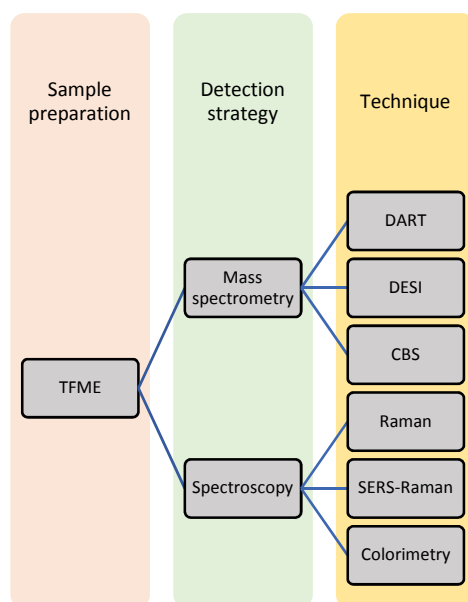 Sample
preparation
Detection
strategy
Technique
TFME
Mass
spectrometry
Spectroscopy
DART
DESI
CBS
Raman
SERS-Raman
Colorimetry